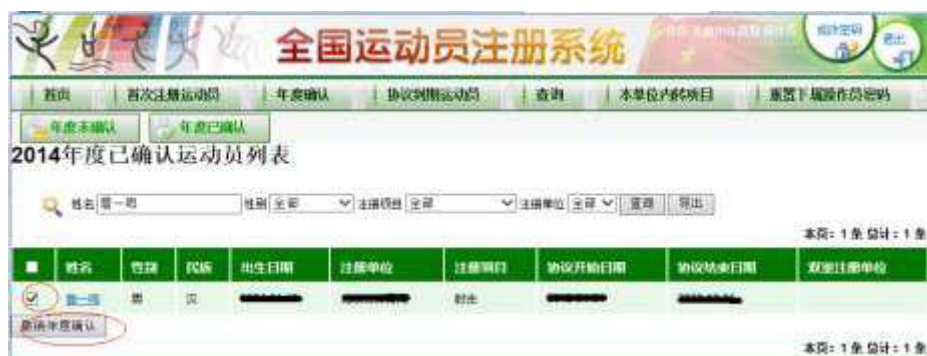 全国运动员注册系统
修改密码 退出
首页 首次注册运动员 年度确认 协议到期运动员 查询 本单位内转项目 重置下属操作员密码
年度未确认 年度已确认
2014年度已确认运动员列表
姓名 性别 全部 注册项目 全部 注册单位 全部 查询 导出
本页：1条 总计：1条
姓名 性别 民族 出生日期 注册单位 注册项目 协议开始日期 协议结束日期 双重注册单位
男 汉 射击
撤销年度确认
本页：1条 总计：1条